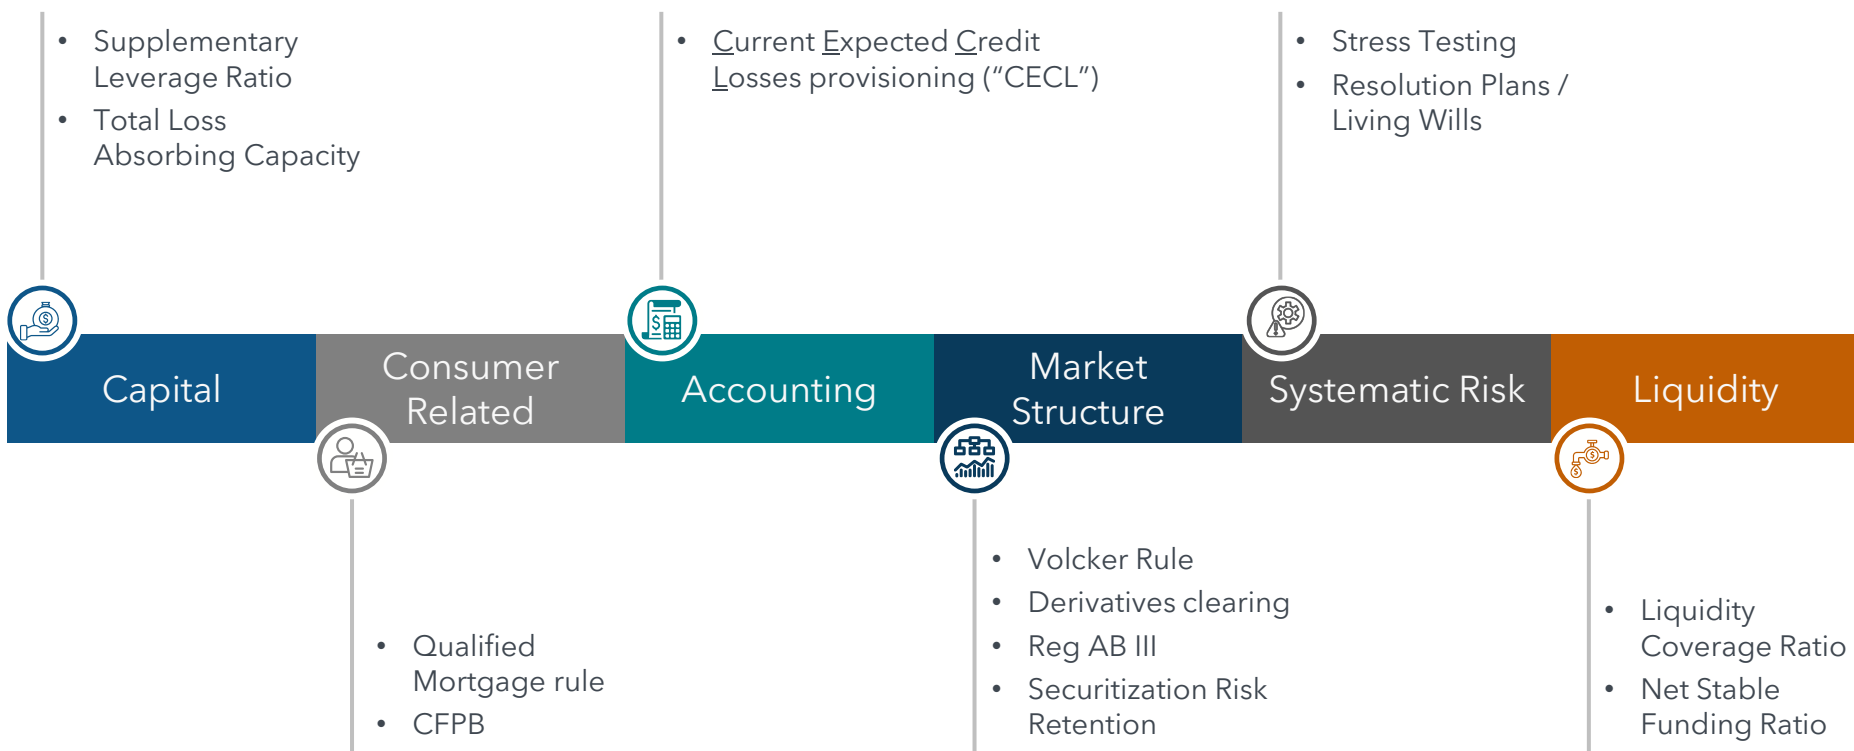 • Supplementary
Leverage Ratio
• Total Loss
Absorbing Capacity
• Current Expected Credit
Losses provisioning (“CECL”)
• Stress Testing
• Resolution Plans /
Living Wills
Capital
Consumer
Related
Accounting
Market
Structure
Systematic Risk
Liquidity
• Qualified
Mortgage rule
• CFPB
• Volcker Rule
• Derivatives clearing
• Reg AB III
• Securitization Risk
Retention
• Liquidity
Coverage Ratio
• Net Stable
Funding Ratio